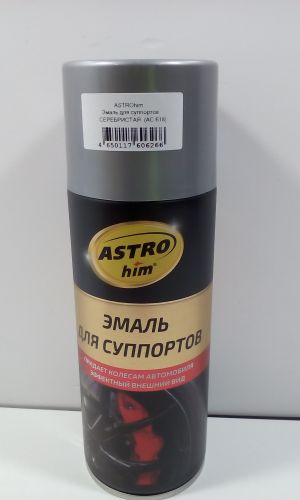 ASTROhim
Эмаль для суппортов
СЕРЕБРИСТАЯ (АС 618)
4 650117 606266
ASTRO
him®
ЭМАЛЬ
ДЛЯ СУППОРТОВ
ПРИДАЕТ КОЛЕСАМ АВТОМОБИЛЯ
ЭФФЕКТНЫЙ ВНЕШНИЙ ВИД